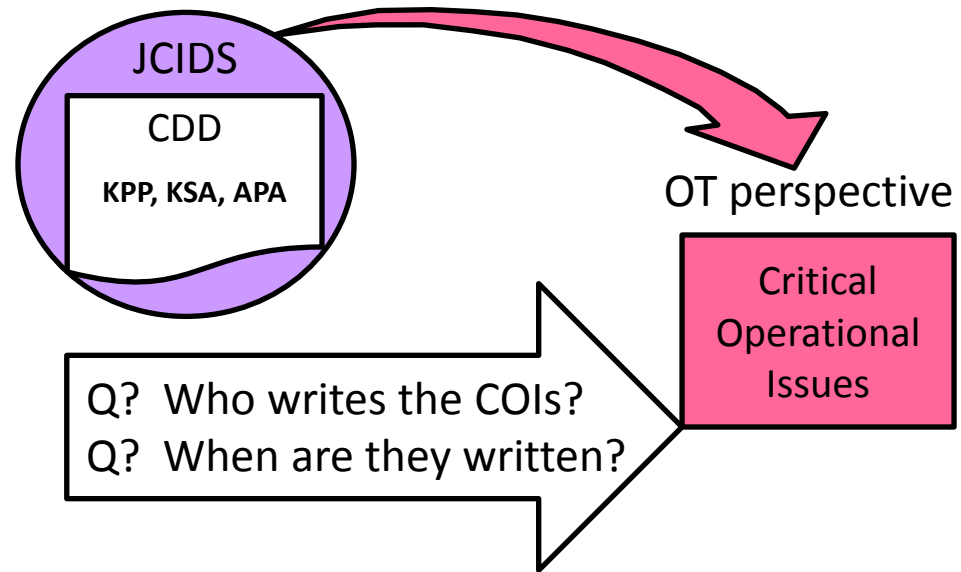 JCIDS
CDD
KPP, KSA, APA
OT perspective
Critical
Operational
Issues
Q? Who writes the COIs?
Q? When are they written?